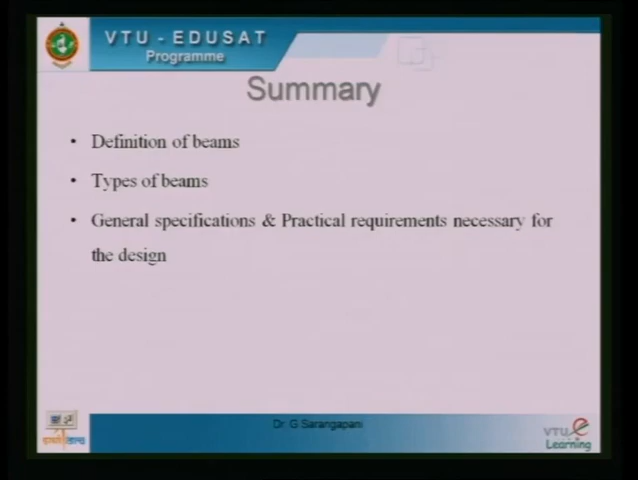 VTU - EDUSAT
Programme
Summary
• Definition of beams
• Types of beams
• General specifications & Practical requirements necessary for
the design
Dr. G Sarangapani
VTU e
Learning